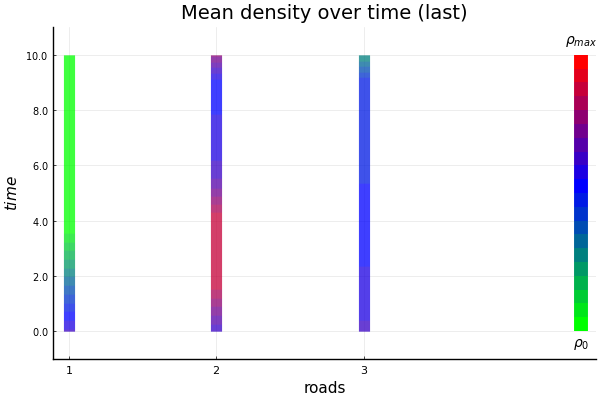 Mean density over time (last)
ρmax
10.0
8.0
6.0
time
4.0
2.0
0.0
ρ0
1 2 3
roads